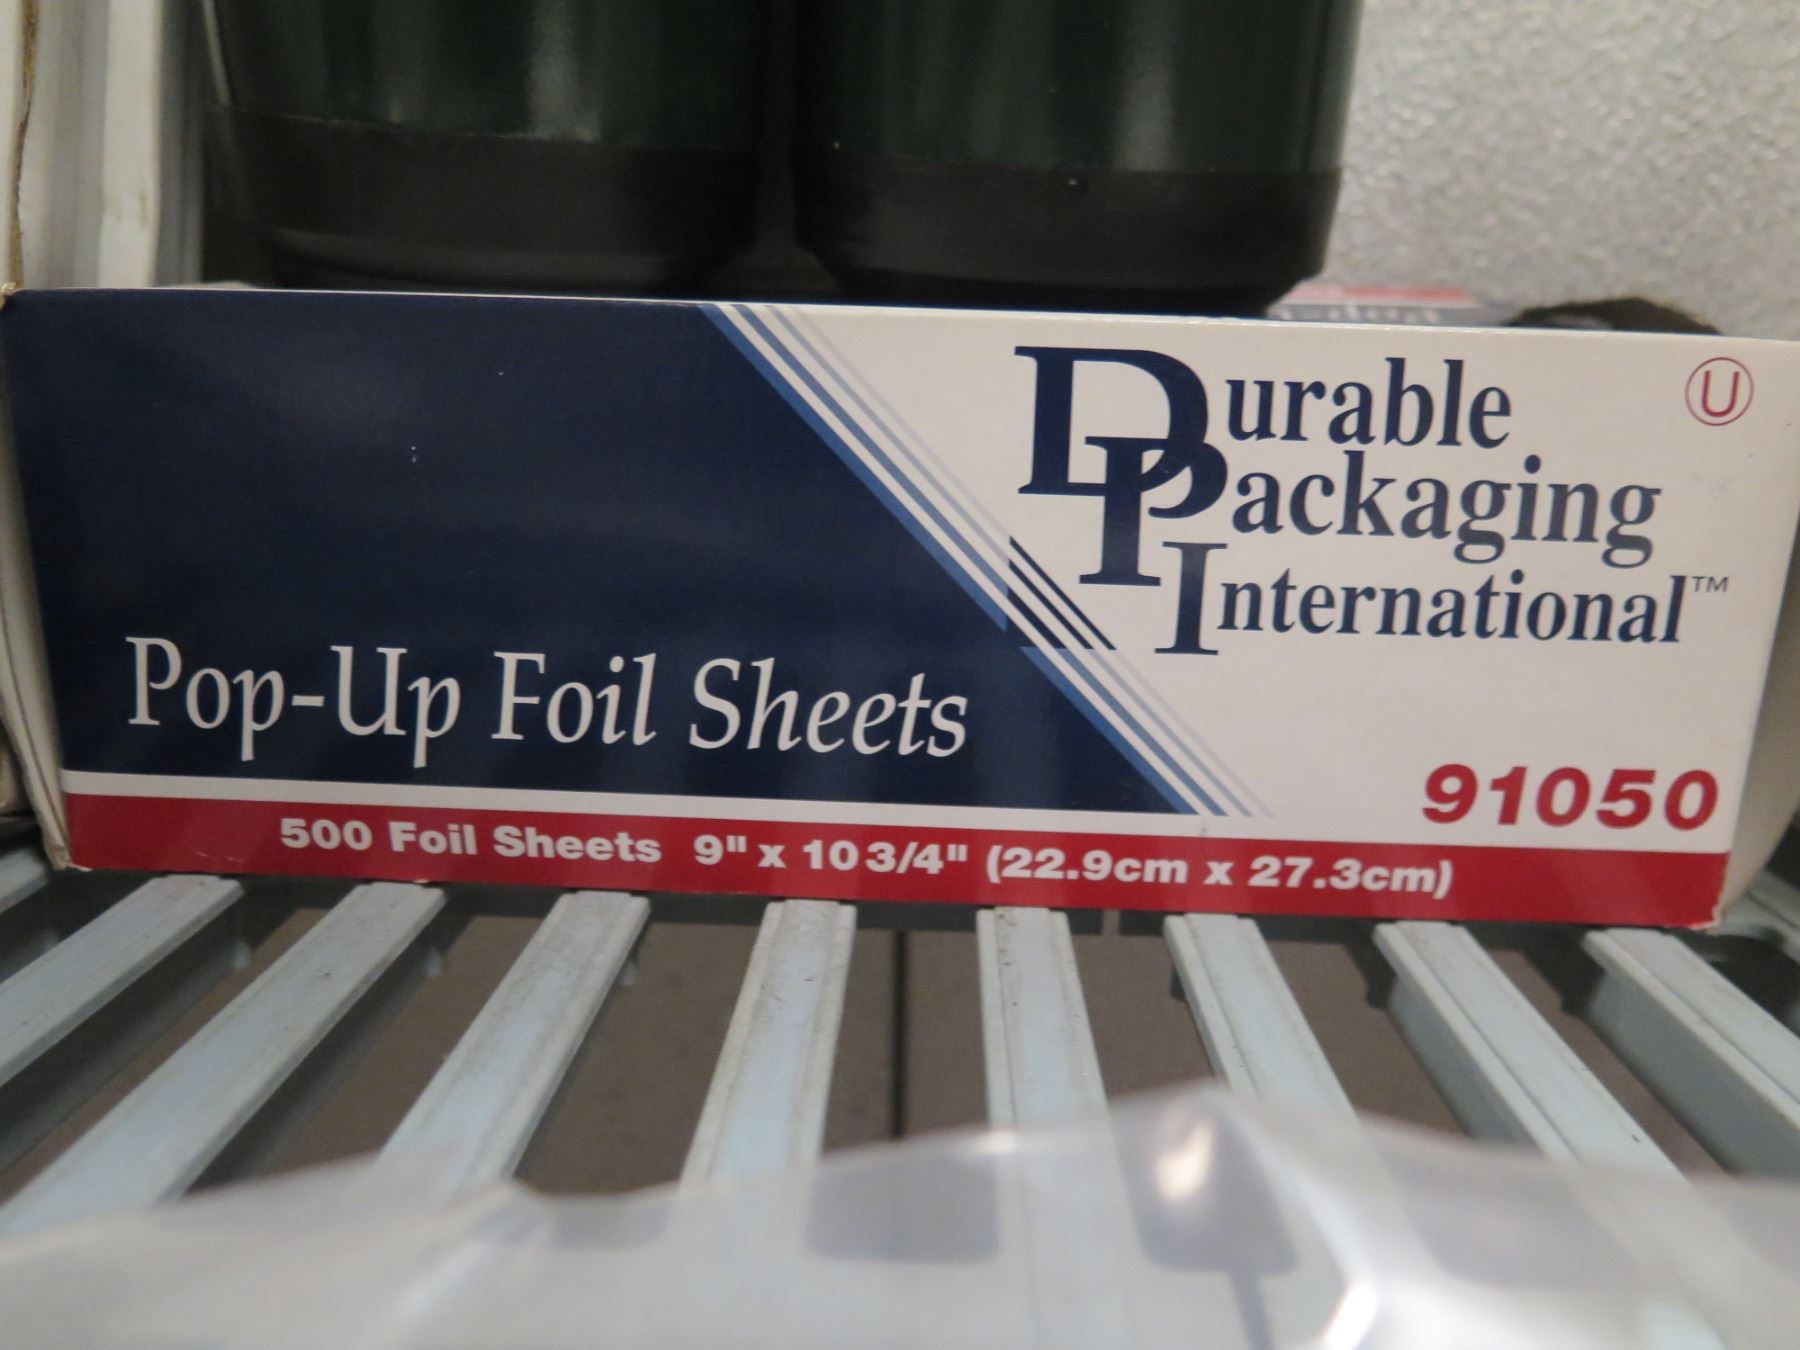 Durable
Packaging
International™
U
Pop-Up Foil Sheets
91050
500 Foil Sheets 9" x 10 3/4" (22.9cm x 27.3cm)